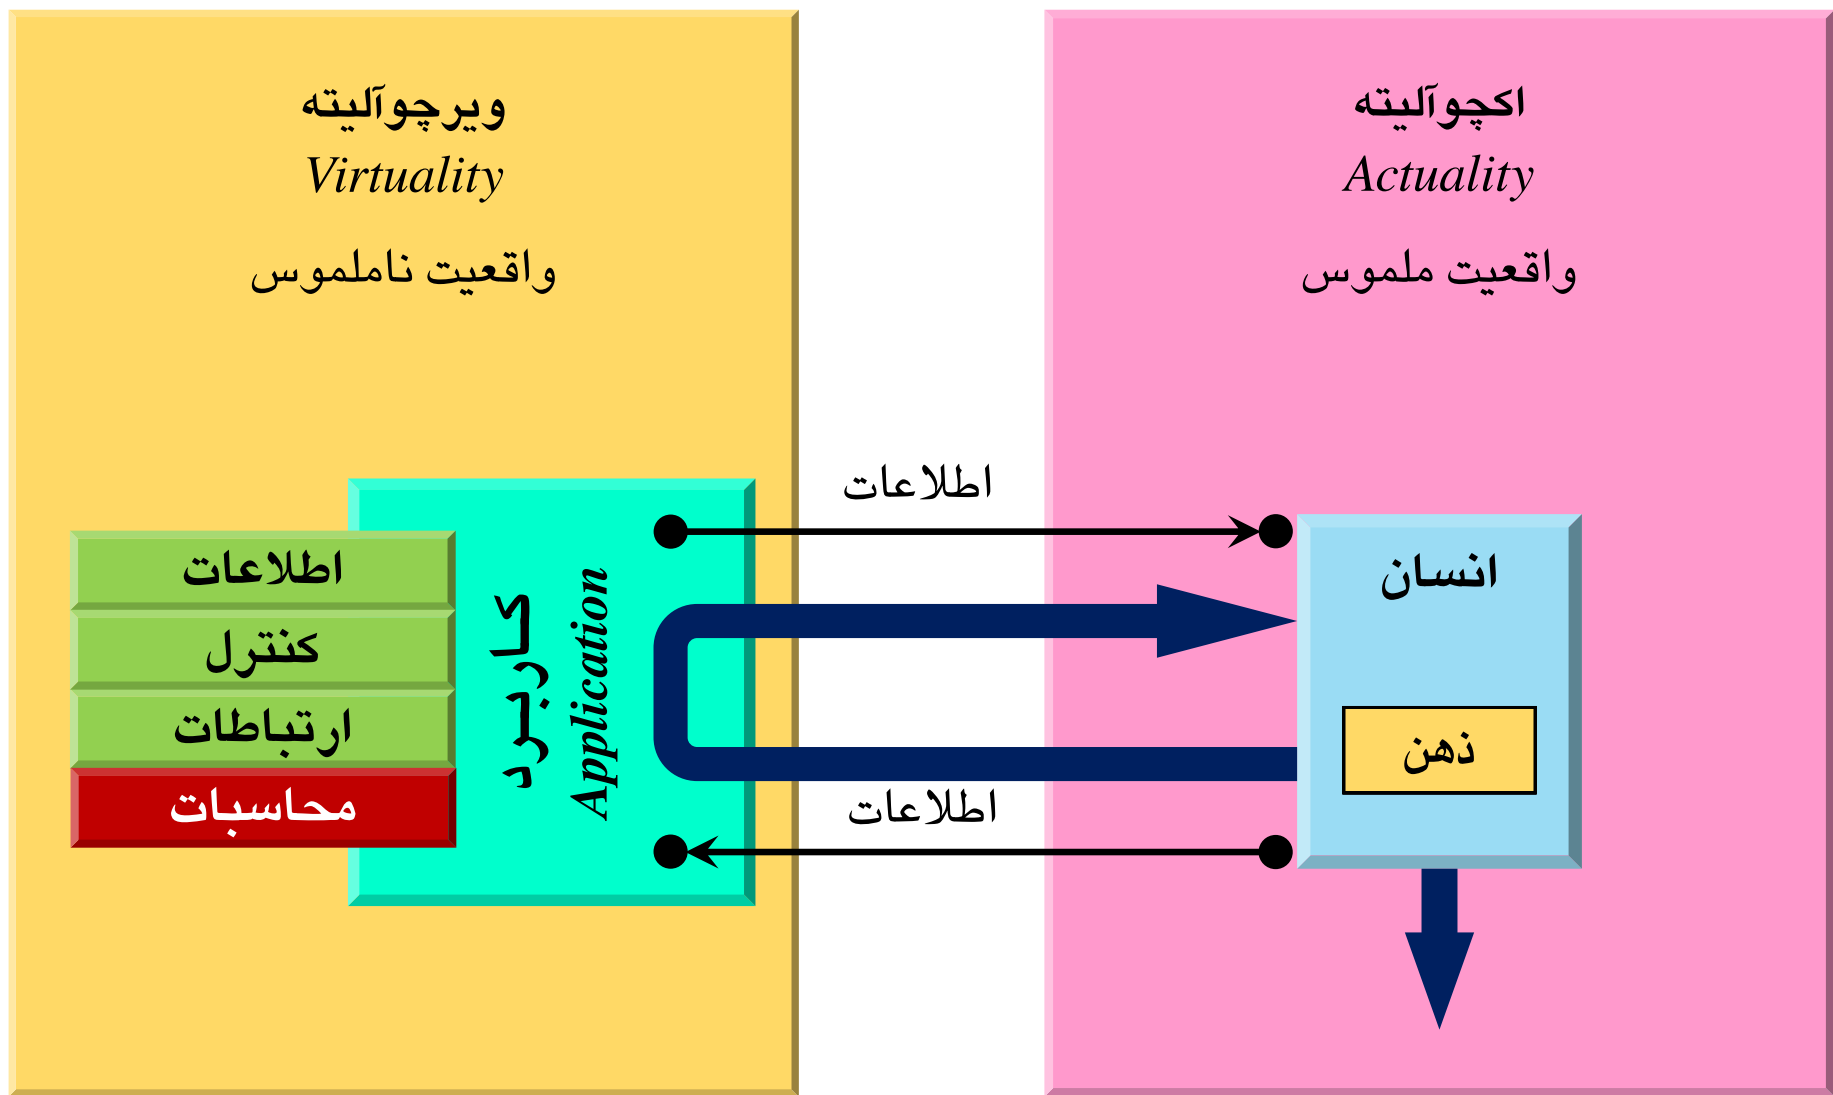 اکچوآلیته
Actuality
واقعیت ملموس
ویرچوآلیته
Virtuality
واقعیت ناملموس
اطلاعات
انسان
ذهن
اطلاعات
کاربرد
Application
اطلاعات
کنترل
ارتباطات
محاسبات